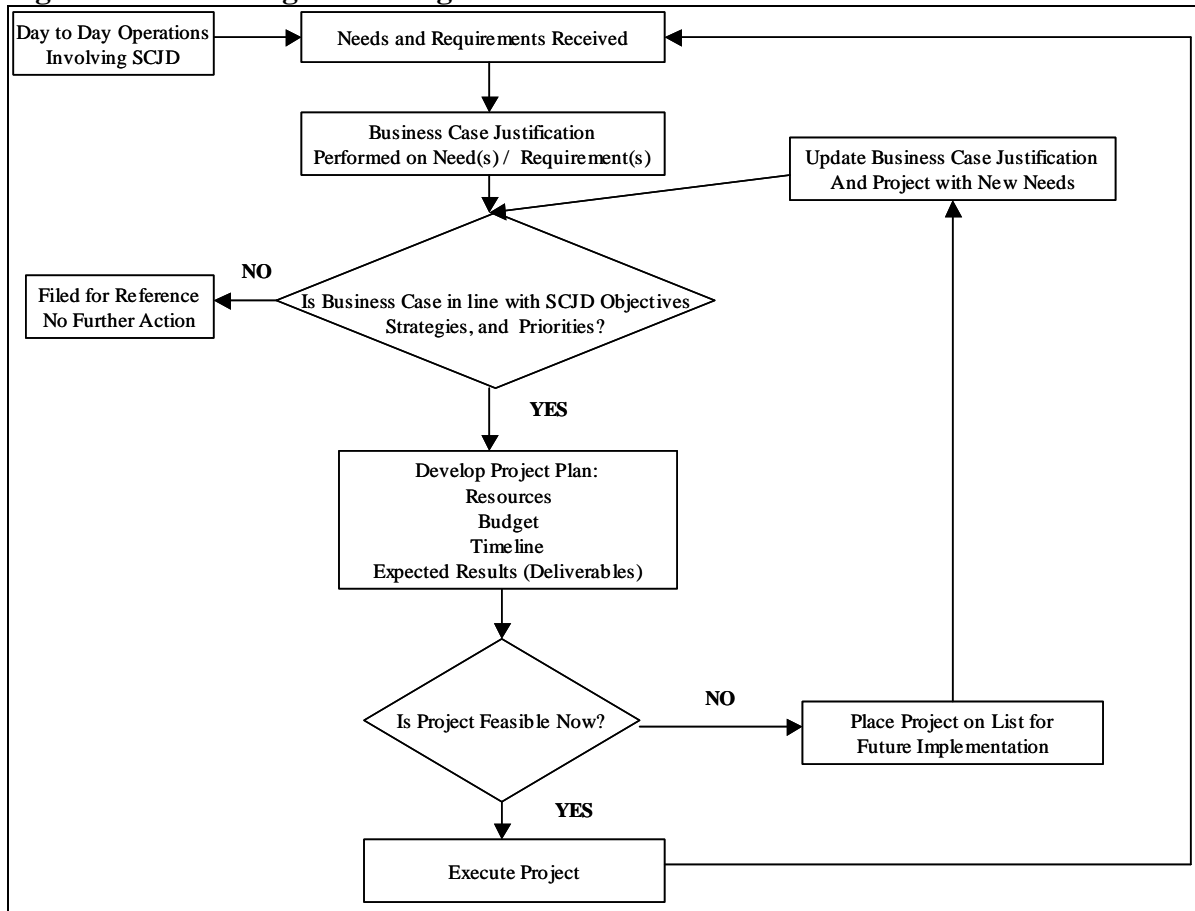 Day to Day Operations
Involving SCJD
Needs and Requirements Received
Business Case Justification
Performed on Need(s) / Requirement(s)
Update Business Case Justification
And Project with New Needs
NO
Filed for Reference
No Further Action
Is Business Case in line with SCJD Objectives
Strategies, and Priorities?
YES
Develop Project Plan:
Resources
Budget
Timeline
Expected Results (Deliverables)
Is Project Feasible Now?
NO
Place Project on List for
Future Implementation
YES
Execute Project